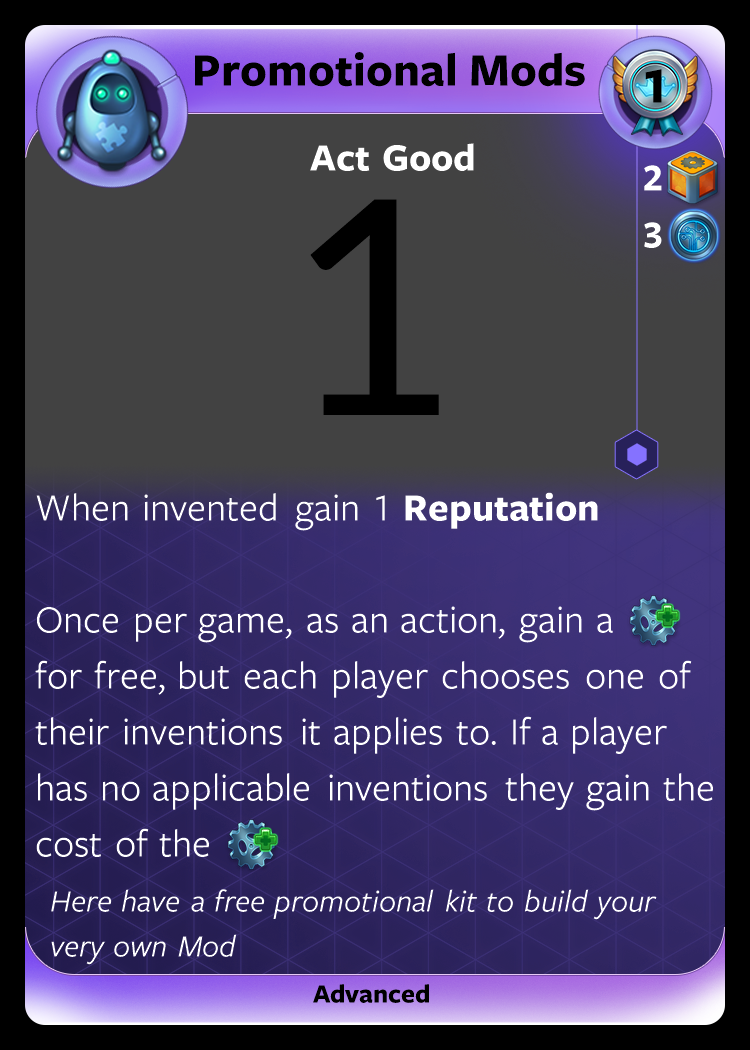 Promotional Mods
1
Act Good
2
3
1
When invented gain 1 Reputation
Once per game, as an action, gain a
for free, but each player chooses one of
their inventions it applies to. If a player
has no applicable inventions they gain the
cost of the
Here have a free promotional kit to build your
very own Mod
Advanced